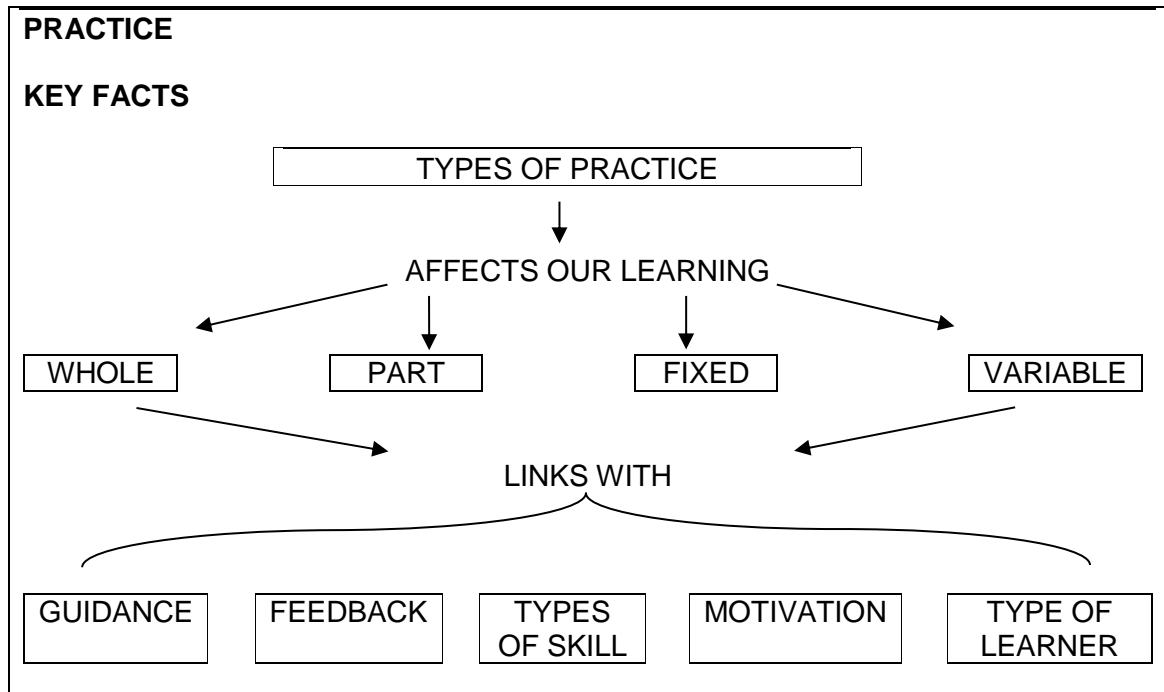 PRACTICE
KEY FACTS
TYPES OF PRACTICE
AFFECTS OUR LEARNING
WHOLE PART FIXED VARIABLE
LINKS WITH
GUIDANCE FEEDBACK TYPES MOTIVATION TYPE OF
OF SKILL LEARNER